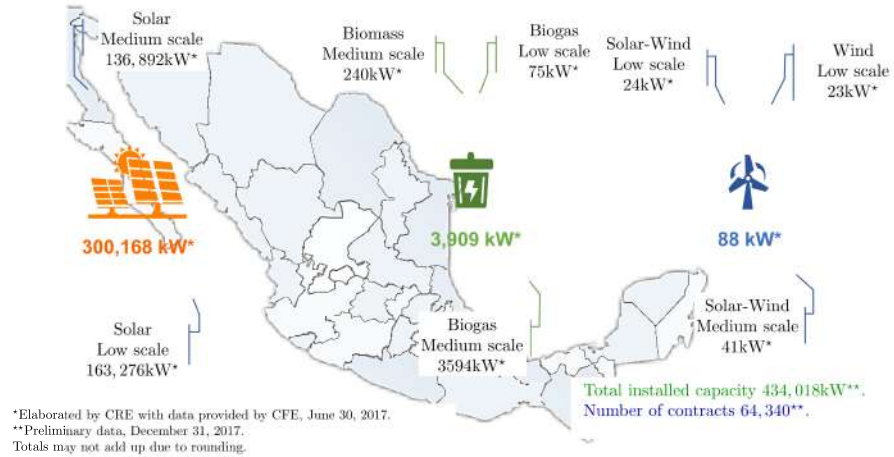 Solar
Medium scale
136, 892kW*
Biomass
Medium scale
240kW*
Biogas
Low scale
75kW*
Solar-Wind
Low scale
24kW*
Wind
Low scale
23kW*
300,168 kW*
3,909 kW*
88 kW*
Solar
Low scale
163, 276kW*
Biogas
Medium scale
3594kW*
Solar-Wind
Medium scale
41kW*
Total installed capacity 434, 018kW**.
Number of contracts 64, 340**.
*Elaborated by CRE with data provided by CFE, June 30, 2017.
**Preliminary data, December 31, 2017.
Totals may not add up due to rounding.